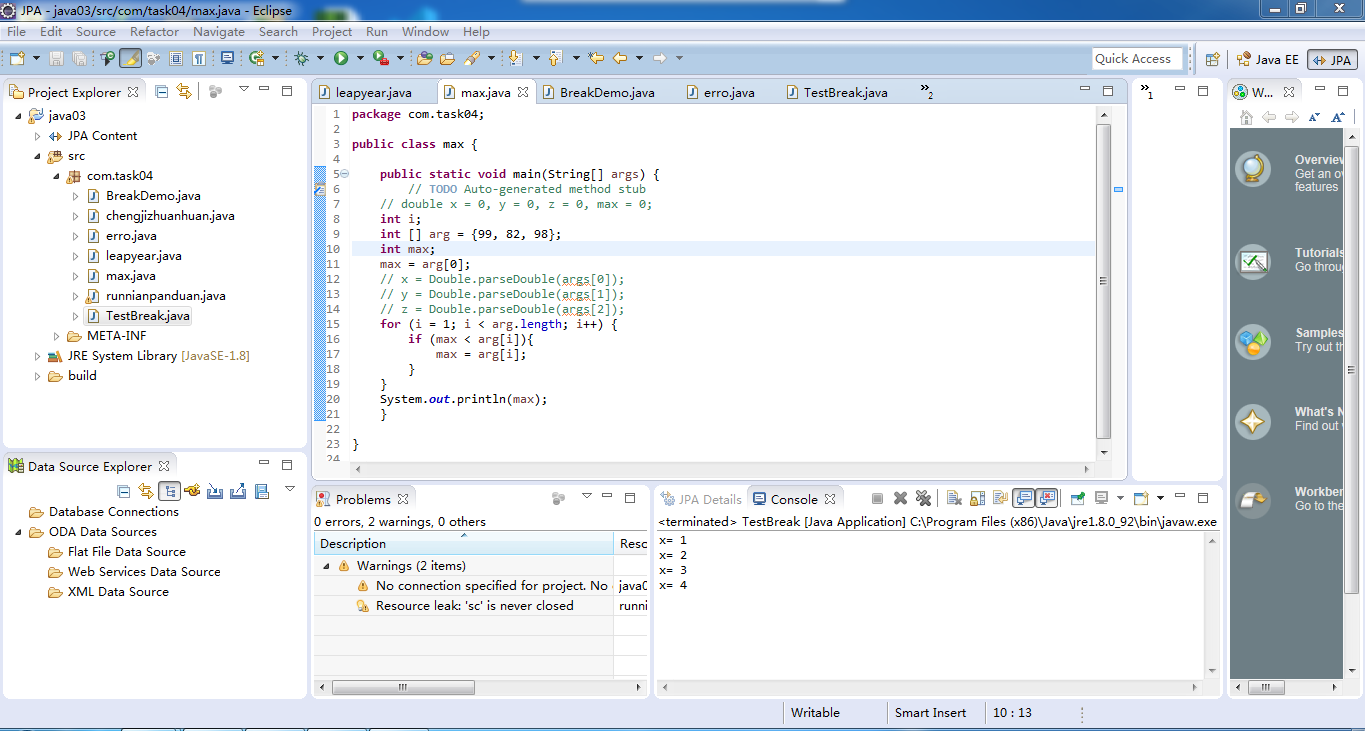 JPA - java03/src/com/task04/max.java - Eclipse
File Edit Source Refactor Navigate Search Project Run Window Help
Quick Access
Java EE
JPA
Project Explorer
java03
JPA Content
src
com.task04
BreakDemo.java
chengjizhuanhuan.java
erro.java
leapyear.java
max.java
runnianpanduan.java
TestBreak.java
META-INF
JRE System Library [JavaSE-1.8]
build
Data Source Explorer
Database Connections
ODA Data Sources
Flat File Data Source
Web Services Data Source
XML Data Source
leapyear.java max.java BreakDemo.java erro.java TestBreak.java »2
1 package com.task04;
2
3 public class max {
4
5 public static void main(String[] args) {
6 // TODO Auto-generated method stub
7 // double x = 0, y = 0, z = 0, max = 0;
8 int i;
9 int [] arg = {99, 82, 98};
10 int max;
11 max = arg[0];
12 // x = Double.parseDouble(args[0]);
13 // y = Double.parseDouble(args[1]);
14 // z = Double.parseDouble(args[2]);
15 for (i = 1; i < arg.length; i++) {
16 if (max < arg[i]){
17 max = arg[i];
18 }
19 }
20 System.out.println(max);
21 }
22
23 }
24
»1
W...
Overview
Get an ov
features
Tutorials
Go throu
Samples
Try out th
What's N
Find out
Workben
Go to the
Problems
0 errors, 2 warnings, 0 others
Description Reso
Warnings (2 items)
No connection specified for project. No java0
Resource leak: 'sc' is never closed runni
JPA Details Console
<terminated> TestBreak [Java Application] C:\Program Files (x86)\Java\jre1.8.0_92\bin\javaw.exe
x= 1
x= 2
x= 3
x= 4
Writable Smart Insert 10 : 13